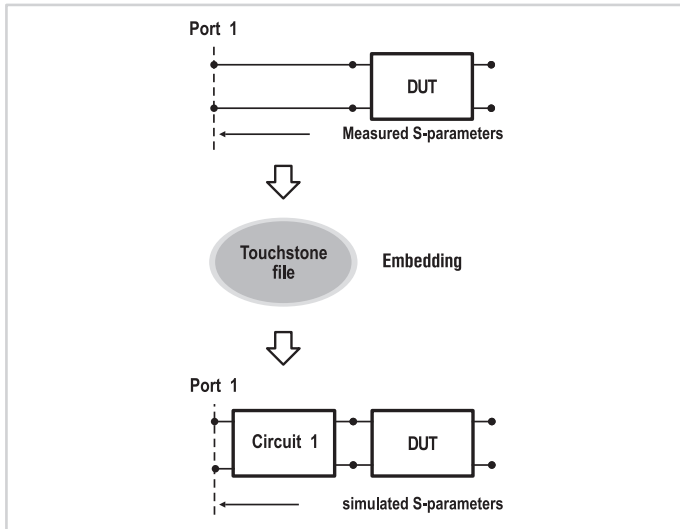 Port 1
DUT
Measured S-parameters
Touchstone
file
Embedding
Port 1
Circuit 1
DUT
simulated S-parameters